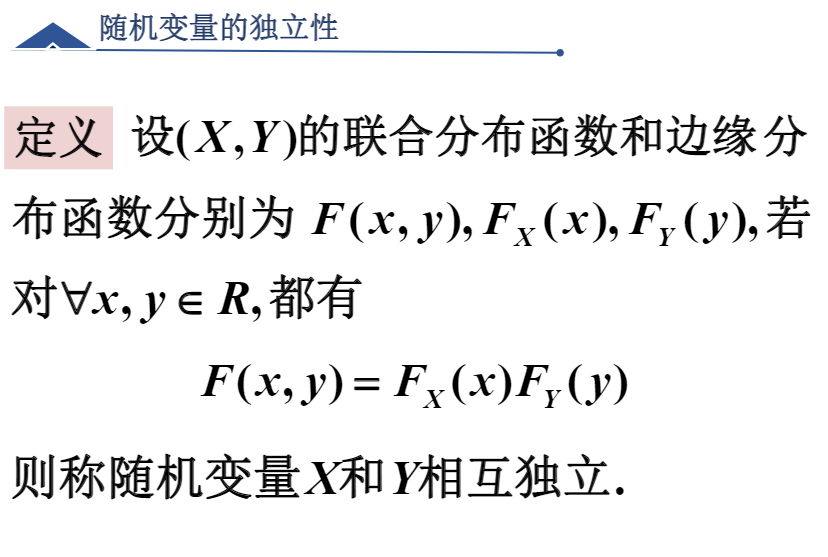 随机变量的独立性
定义 设(X,Y)的联合分布函数和边缘分
布函数分别为 F(x,y),F_X(x),F_Y(y),若
对∀x,y∈R,都有
F(x,y)=F_X(x)F_Y(y)
则称随机变量X和Y相互独立.